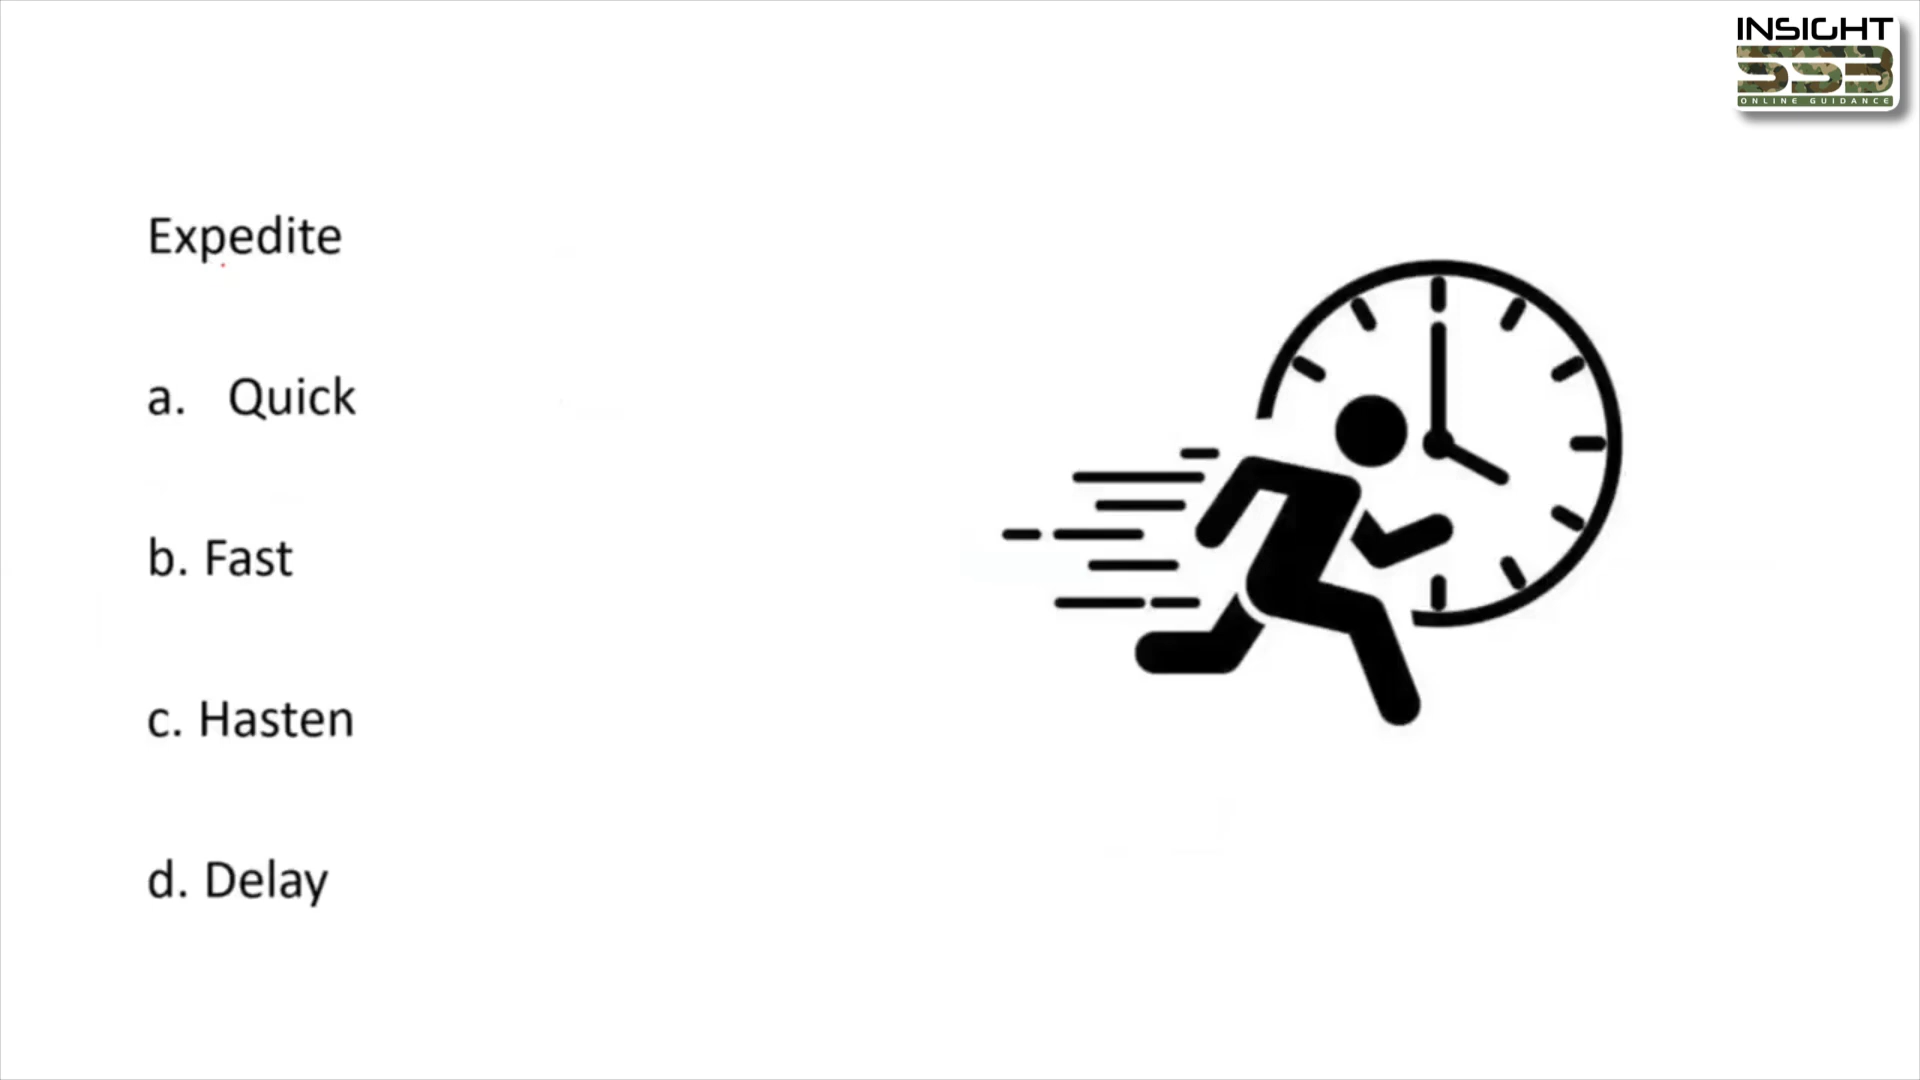 INSIGHT
SSB
ONLINE GUIDANCE
Expedite
a. Quick
b. Fast
c. Hasten
d. Delay